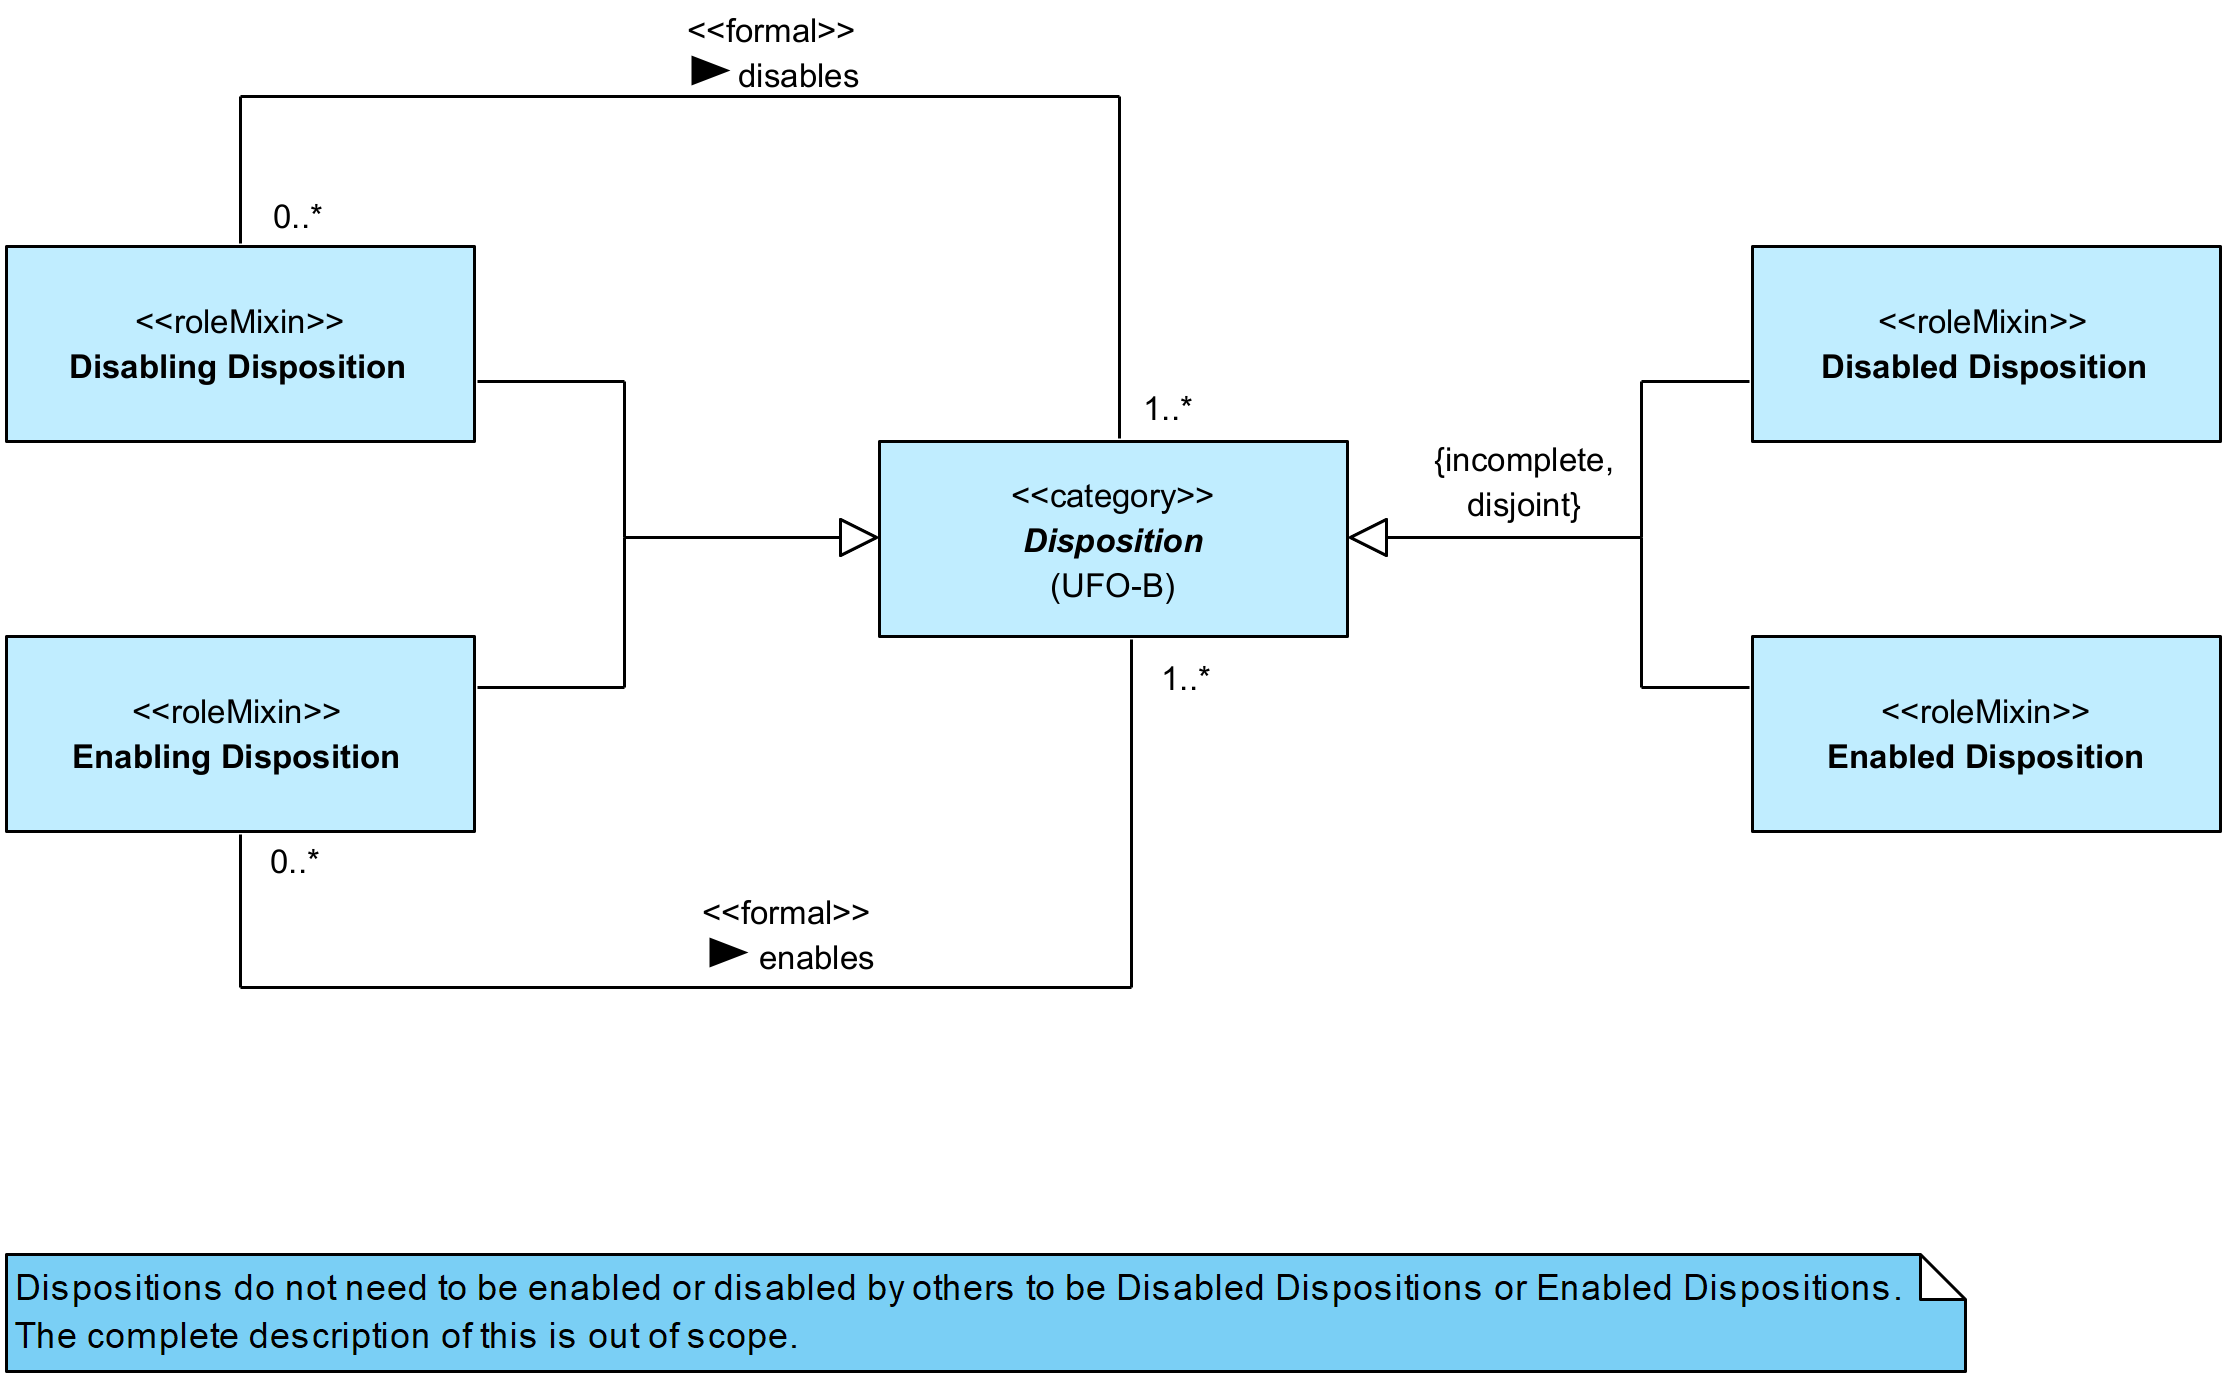 <<formal>>
disables
0..*
<<roleMixin>>
Disabling Disposition
<<roleMixin>>
Disabled Disposition
1..*
{incomplete,
disjoint}
<<category>>
Disposition
(UFO-B)
1..*
<<roleMixin>>
Enabling Disposition
<<roleMixin>>
Enabled Disposition
0..*
<<formal>>
enables
Dispositions do not need to be enabled or disabled by others to be Disabled Dispositions or Enabled Dispositions.
The complete description of this is out of scope.